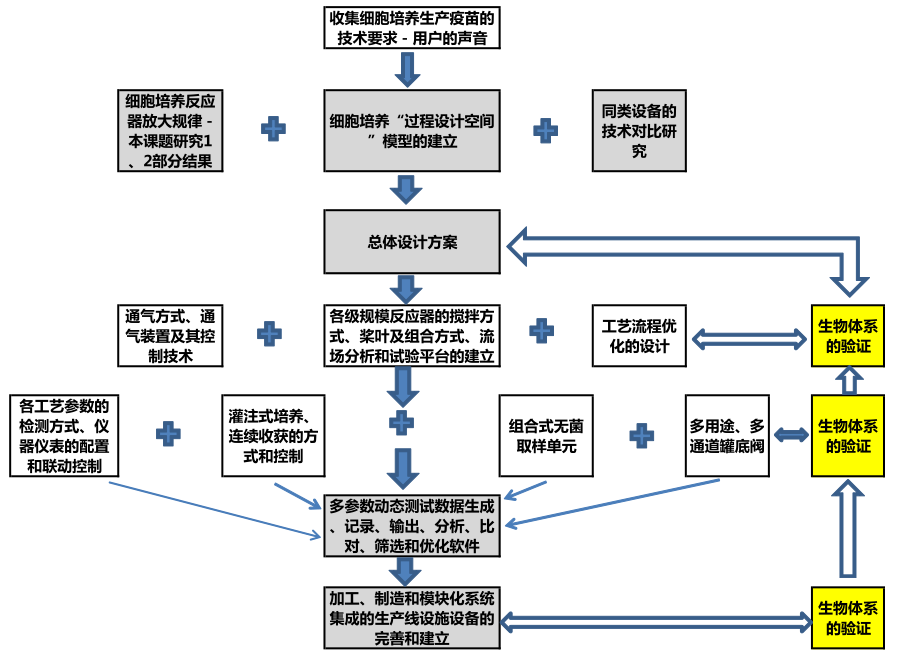 收集细胞培养生产疫苗的
技术要求－用户的声音
细胞培养反应
器放大规律－
本课题研究1
、2部分结果
细胞培养“过程设计空间
”模型的建立
同类设备的
技术对比研
究
总体设计方案
通气方式、通
气装置及其控
制技术
各级规模反应器的搅拌方
式、桨叶及组合方式、流
场分析和试验平台的建立
工艺流程优
化的设计
生物体系
的验证
各工艺参数的
检测方式、仪
器仪表的配置
和联动控制
灌注式培养、
连续收获的方
式和控制
组合式无菌
取样单元
多用途、多
通道罐底阀
生物体系
的验证
多参数动态测试数据生成
、记录、输出、分析、比
对、筛选和优化软件
加工、制造和模块化系统
集成的生产线设施设备的
完善和建立
生物体系
的验证